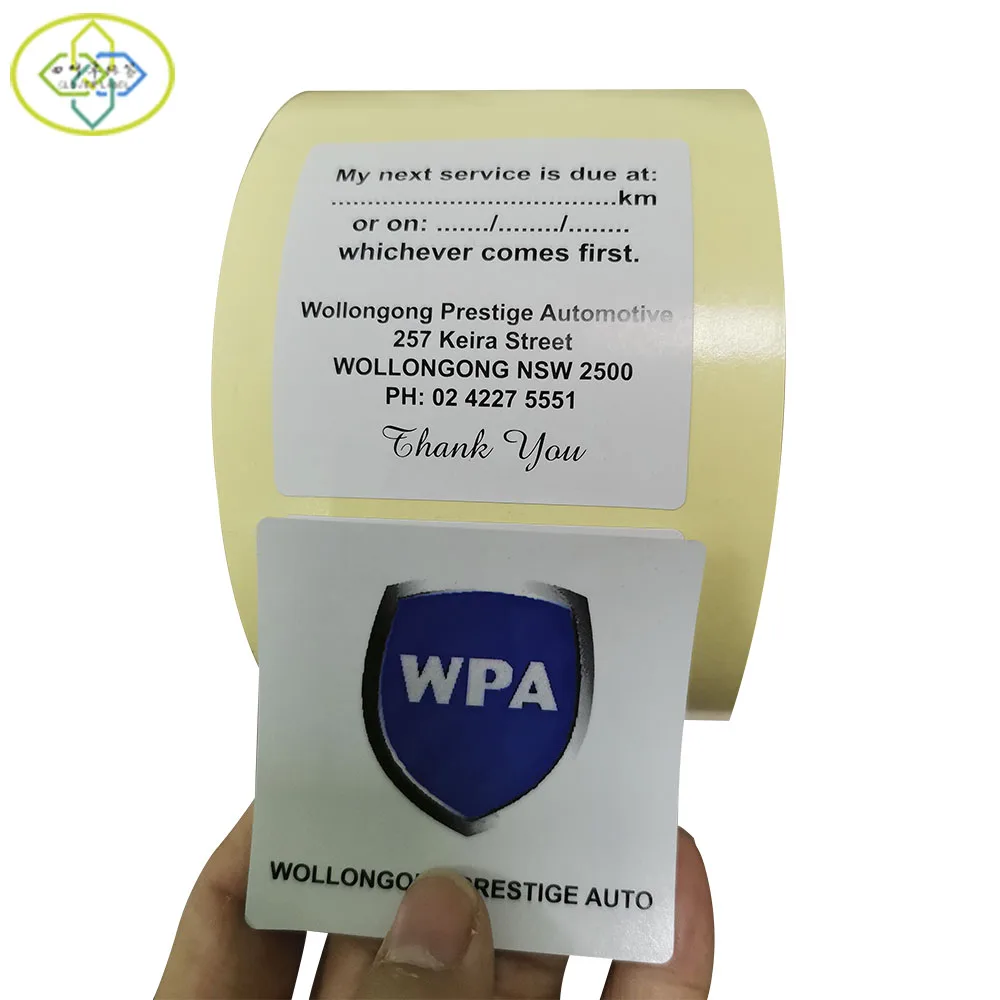 My next service is due at:
.......................................km
or on: ......./......../........
whichever comes first.
Wollongong Prestige Automotive
257 Keira Street
WOLLONGONG NSW 2500
PH: 02 4227 5551
Thank You
WPA
PRESTIGE AUTO